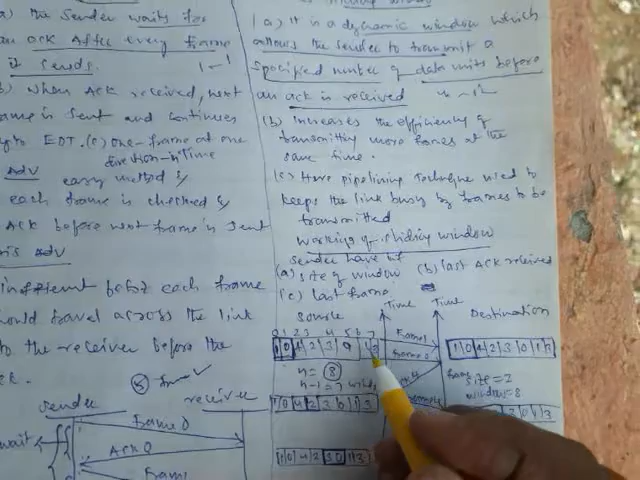 a) the Sender waits for
an ack After every frame
it sends.
b) when ACK received, next
frame is sent and continues
upto EOT. (c) one-frame at one
direction-n Time
Adv
easy method &
each frame is checked &
ACK before next frame is sent
Dis Adv
inefficient before each frame
would travel across the link
to the receiver before the
sender receiver
wait Frame 0
ACK 0
Frame
(a) It is a dynamic window which
allows the sender to transmit a
specified number of data units before
an ack is received
(b) Increases the efficiency of
transmitting more frames at the
same time.
(c) Here pipelining Technique used to
keeps the link busy by frames to be
transmitted
working of sliding window
sender have of
(a) size of window (b) last ACK received
(c) last frame
source Time Time Destination
0 1 2 3 4 5 6 7
Frame 1
n = 8
n-1 = 7
size = 2
window = 8